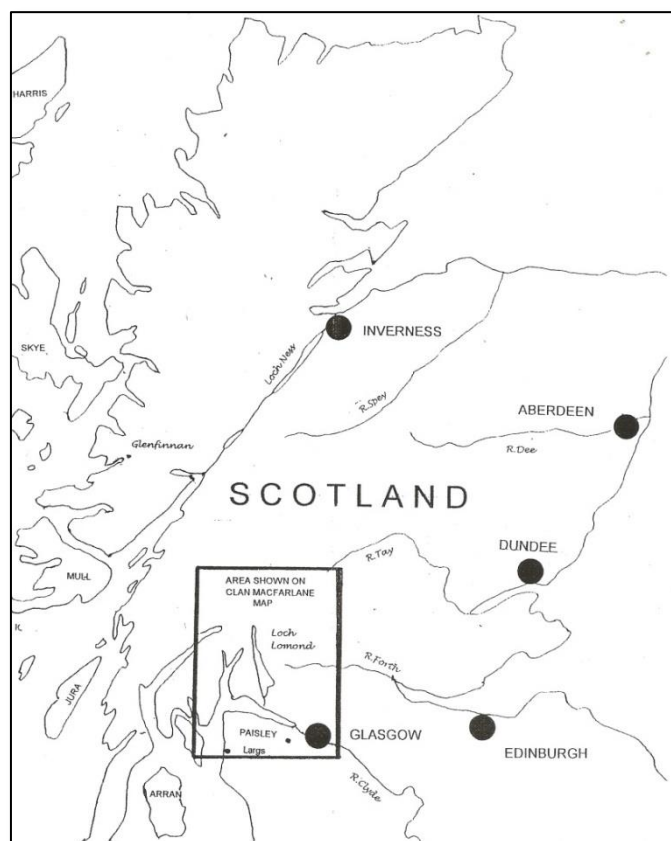 HARRIS
INVERNESS
SKYE
Loch Ness
R.Spey
ABERDEEN
Glenfinnan
R.Dee
SCOTLAND
DUNDEE
R.Tay
MULL
AREA SHOWN ON
CLAN MACFARLANE
MAP
K.
Loch
Lomond
R.Forth
JURA
PAISLEY
GLASGOW
Largs
EDINBURGH
R.Clyde
ARRAN